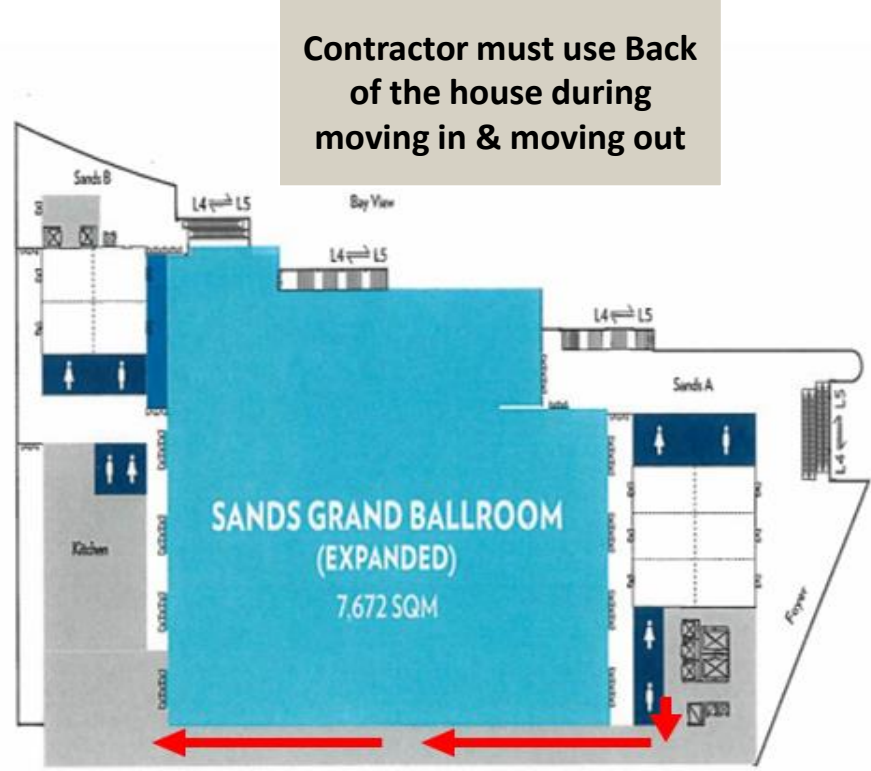 Contractor must use Back
of the house during
moving in & moving out
Sands B
L4 ⇌ L5
Bay View
L4 ⇌ L5
L4 ⇌ L5
Sands A
L4 ⇌ L5
SANDS GRAND BALLROOM
(EXPANDED)
7,672 SQM
Kitchen
Foyer